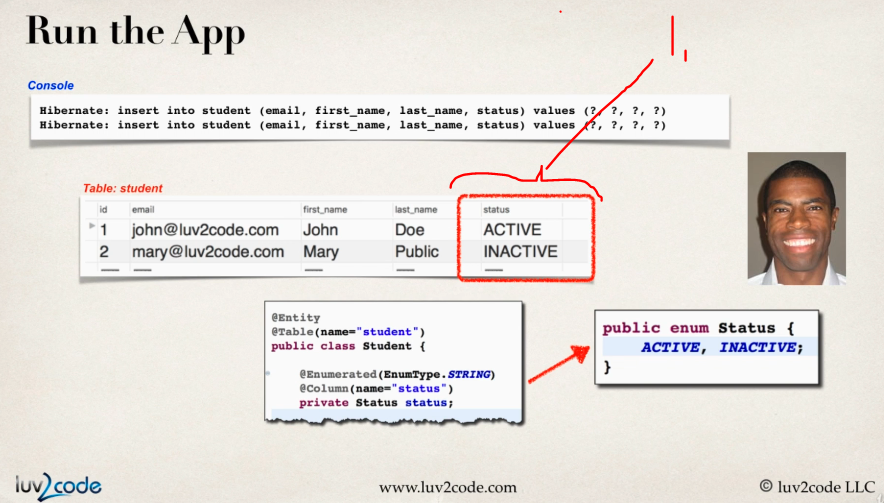 Run the App
Console
Hibernate: insert into student (email, first_name, last_name, status) values (?, ?, ?, ?)
Hibernate: insert into student (email, first_name, last_name, status) values (?, ?, ?, ?)
Table: student
id email first_name last_name status
1 john@luv2code.com John Doe ACTIVE
2 mary@luv2code.com Mary Public INACTIVE
@Entity
@Table(name="student")
public class Student {
@Enumerated(EnumType.STRING)
@Column(name="status")
private Status status;
public enum Status {
ACTIVE, INACTIVE;
}
luv2code
www.luv2code.com
© luv2code LLC